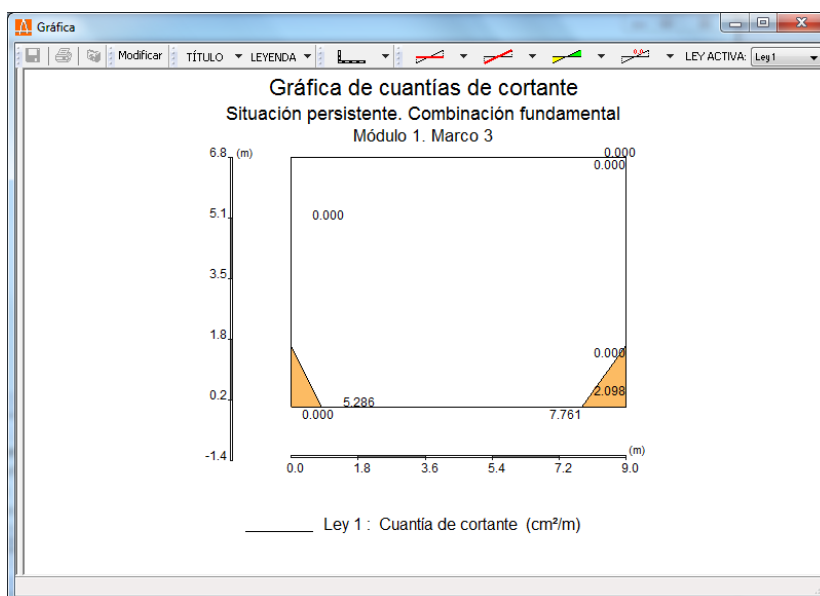 Gráfica
Modificar TÍTULO LEYENDA LEY ACTIVA: Ley 1
Gráfica de cuantías de cortante
Situación persistente. Combinación fundamental
Módulo 1. Marco 3
6.8 (m)
0.000
0.000
5.1
0.000
3.5
1.8
0.000
0.2
5.286
2.098
0.000
7.761
-1.4
(m)
0.0 1.8 3.6 5.4 7.2 9.0
Ley 1 : Cuantía de cortante (cm²/m)